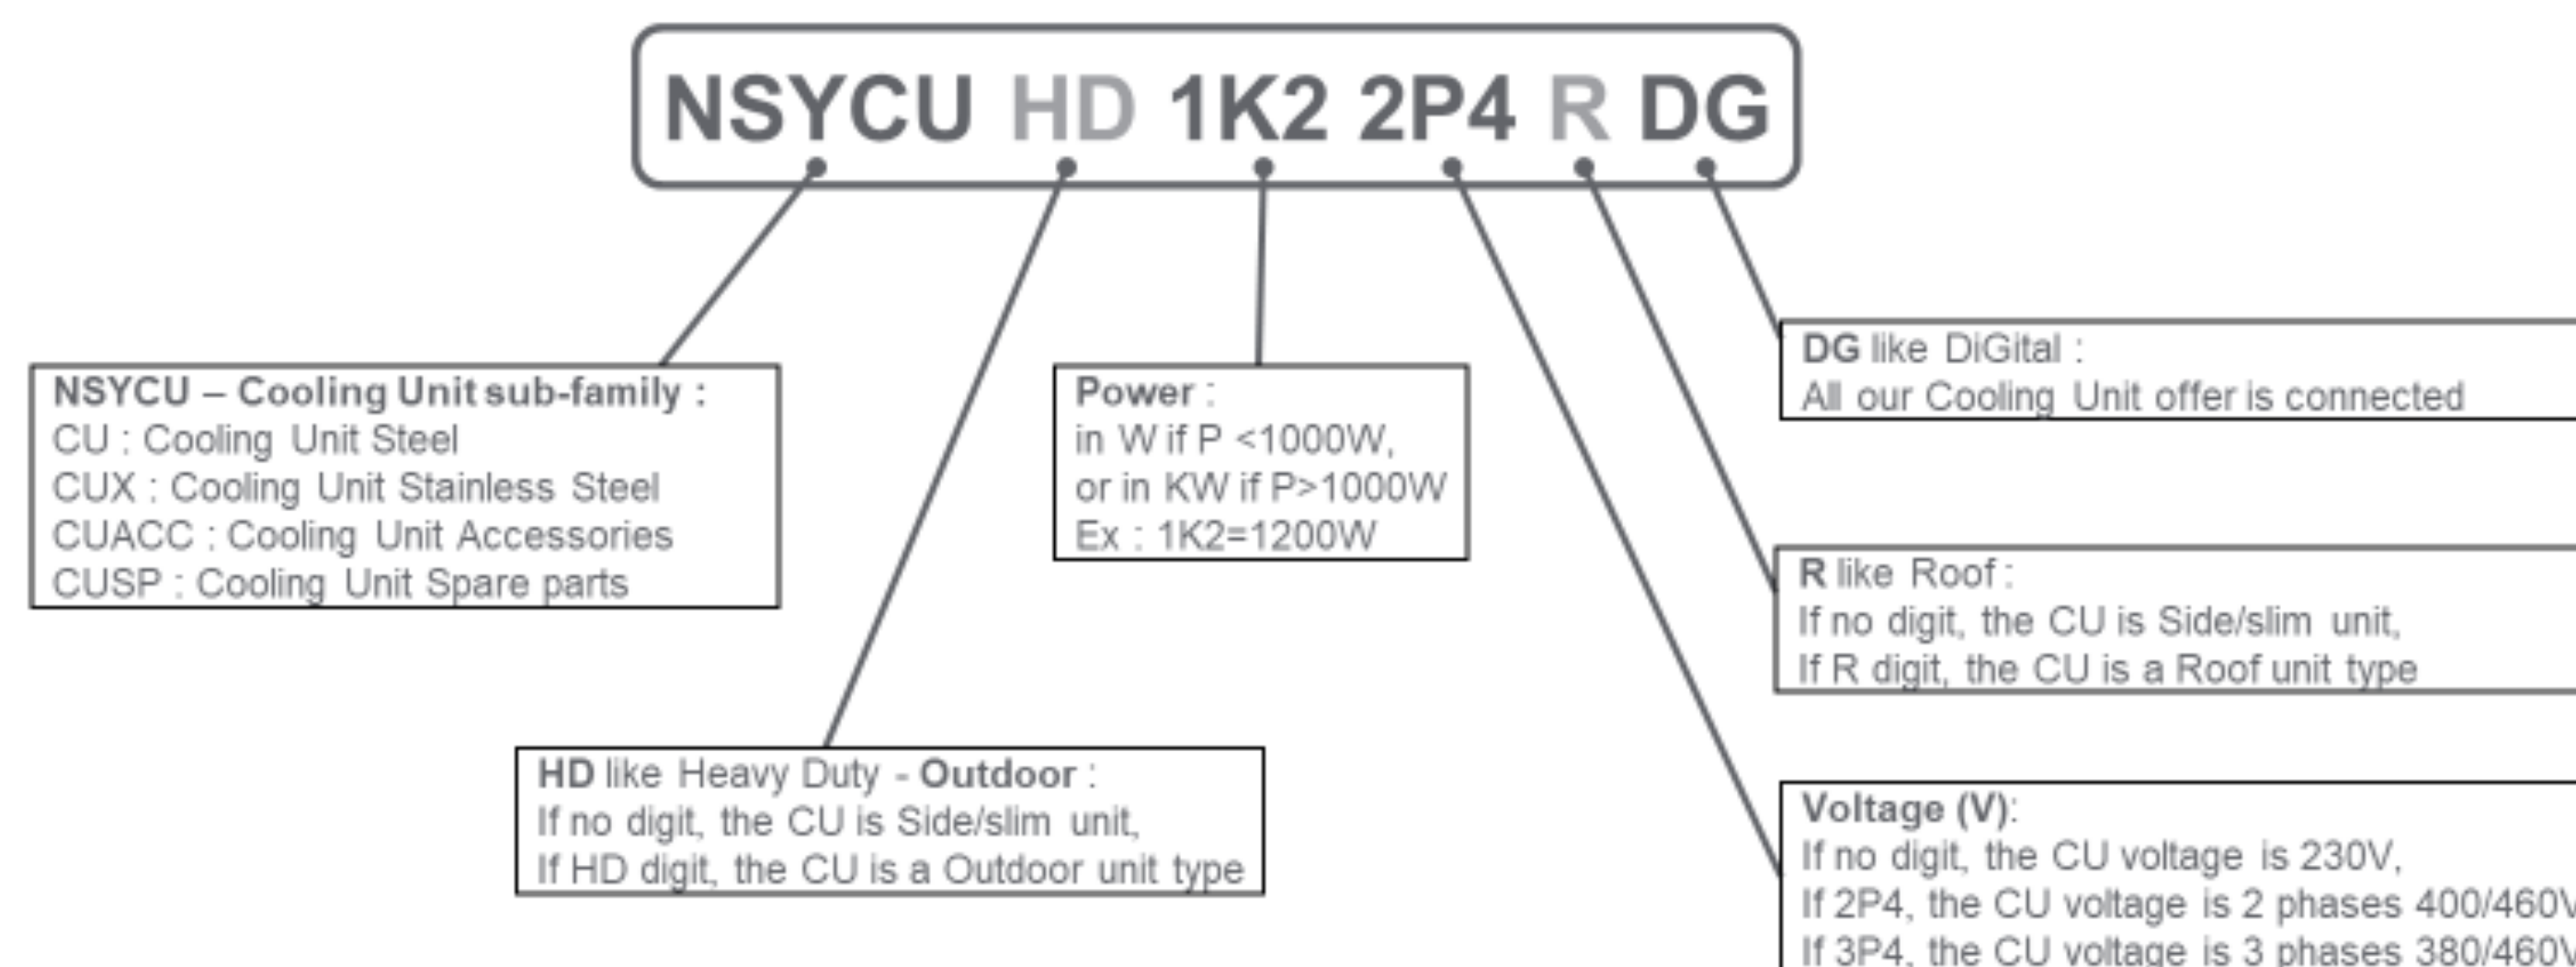 NSYCU HD 1K2 2P4 R DG
NSYCU – Cooling Unit sub-family :
CU : Cooling Unit Steel
CUX : Cooling Unit Stainless Steel
CUACC : Cooling Unit Accessories
CUSP : Cooling Unit Spare parts
HD like Heavy Duty - Outdoor :
If no digit, the CU is Side/slim unit,
If HD digit, the CU is a Outdoor unit type
Power :
in W if P <1000W,
or in KW if P>1000W
Ex : 1K2=1200W
DG like DiGital :
All our Cooling Unit offer is connected
R like Roof :
If no digit, the CU is Side/slim unit,
If R digit, the CU is a Roof unit type
Voltage (V):
If no digit, the CU voltage is 230V,
If 2P4, the CU voltage is 2 phases 400/460V
If 3P4, the CU voltage is 3 phases 380/460V